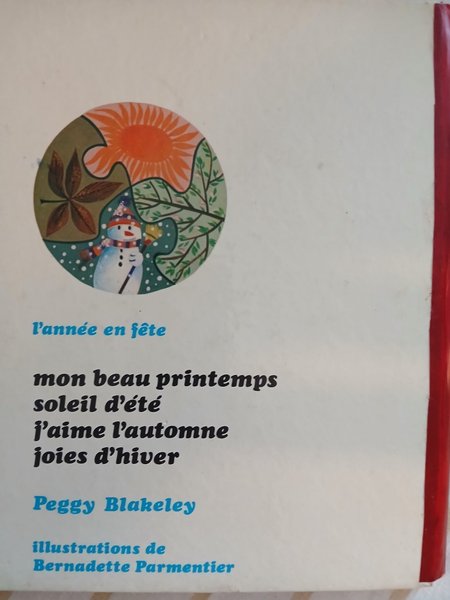 l'année en fête
mon beau printemps
soleil d'été
j'aime l'automne
joies d'hiver
Peggy Blakeley
illustrations de
Bernadette Parmentier